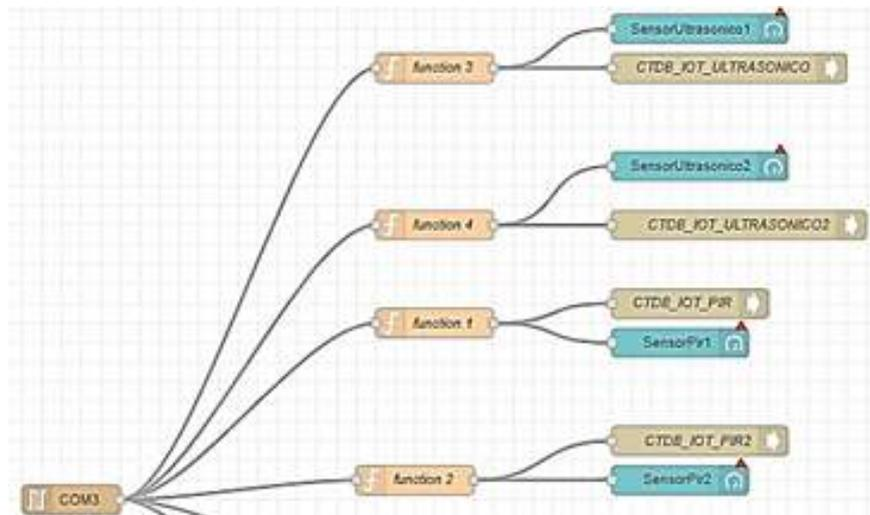 SensorUltrasonico1
function 3
CTDB_IOT_ULTRASONICO
SensorUltrasonico2
function 4
CTDB_IOT_ULTRASONICO2
CTDB_IOT_PIR
function 1
SensorPir1
CTDB_IOT_PIR2
function 2
SensorPir2
COM3